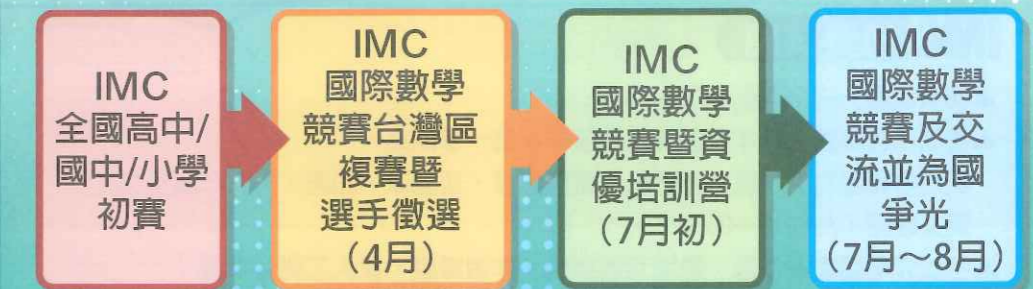 IMC
全國高中/
國中/小學
初賽
IMC
國際數學
競賽台灣區
複賽暨
選手徵選
(4月)
IMC
國際數學
競賽暨資
優培訓營
(7月初)
IMC
國際數學
競賽及交
流並為國
爭光
(7月～8月)